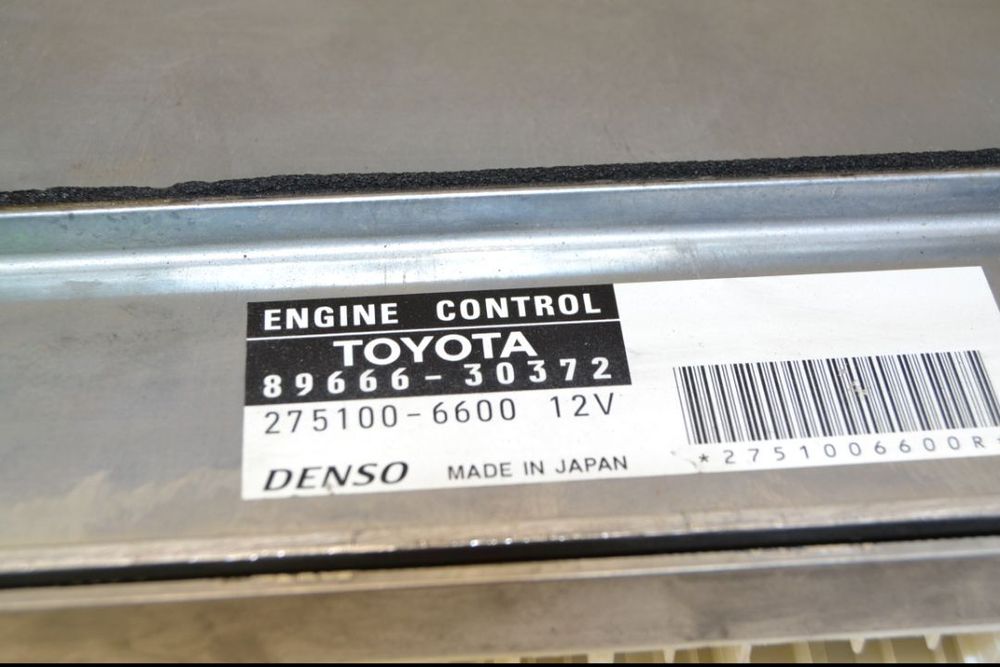 ENGINE CONTROL
TOYOTA
89666-30372
275100-6600 12V
DENSO MADE IN JAPAN
*2751006600R*